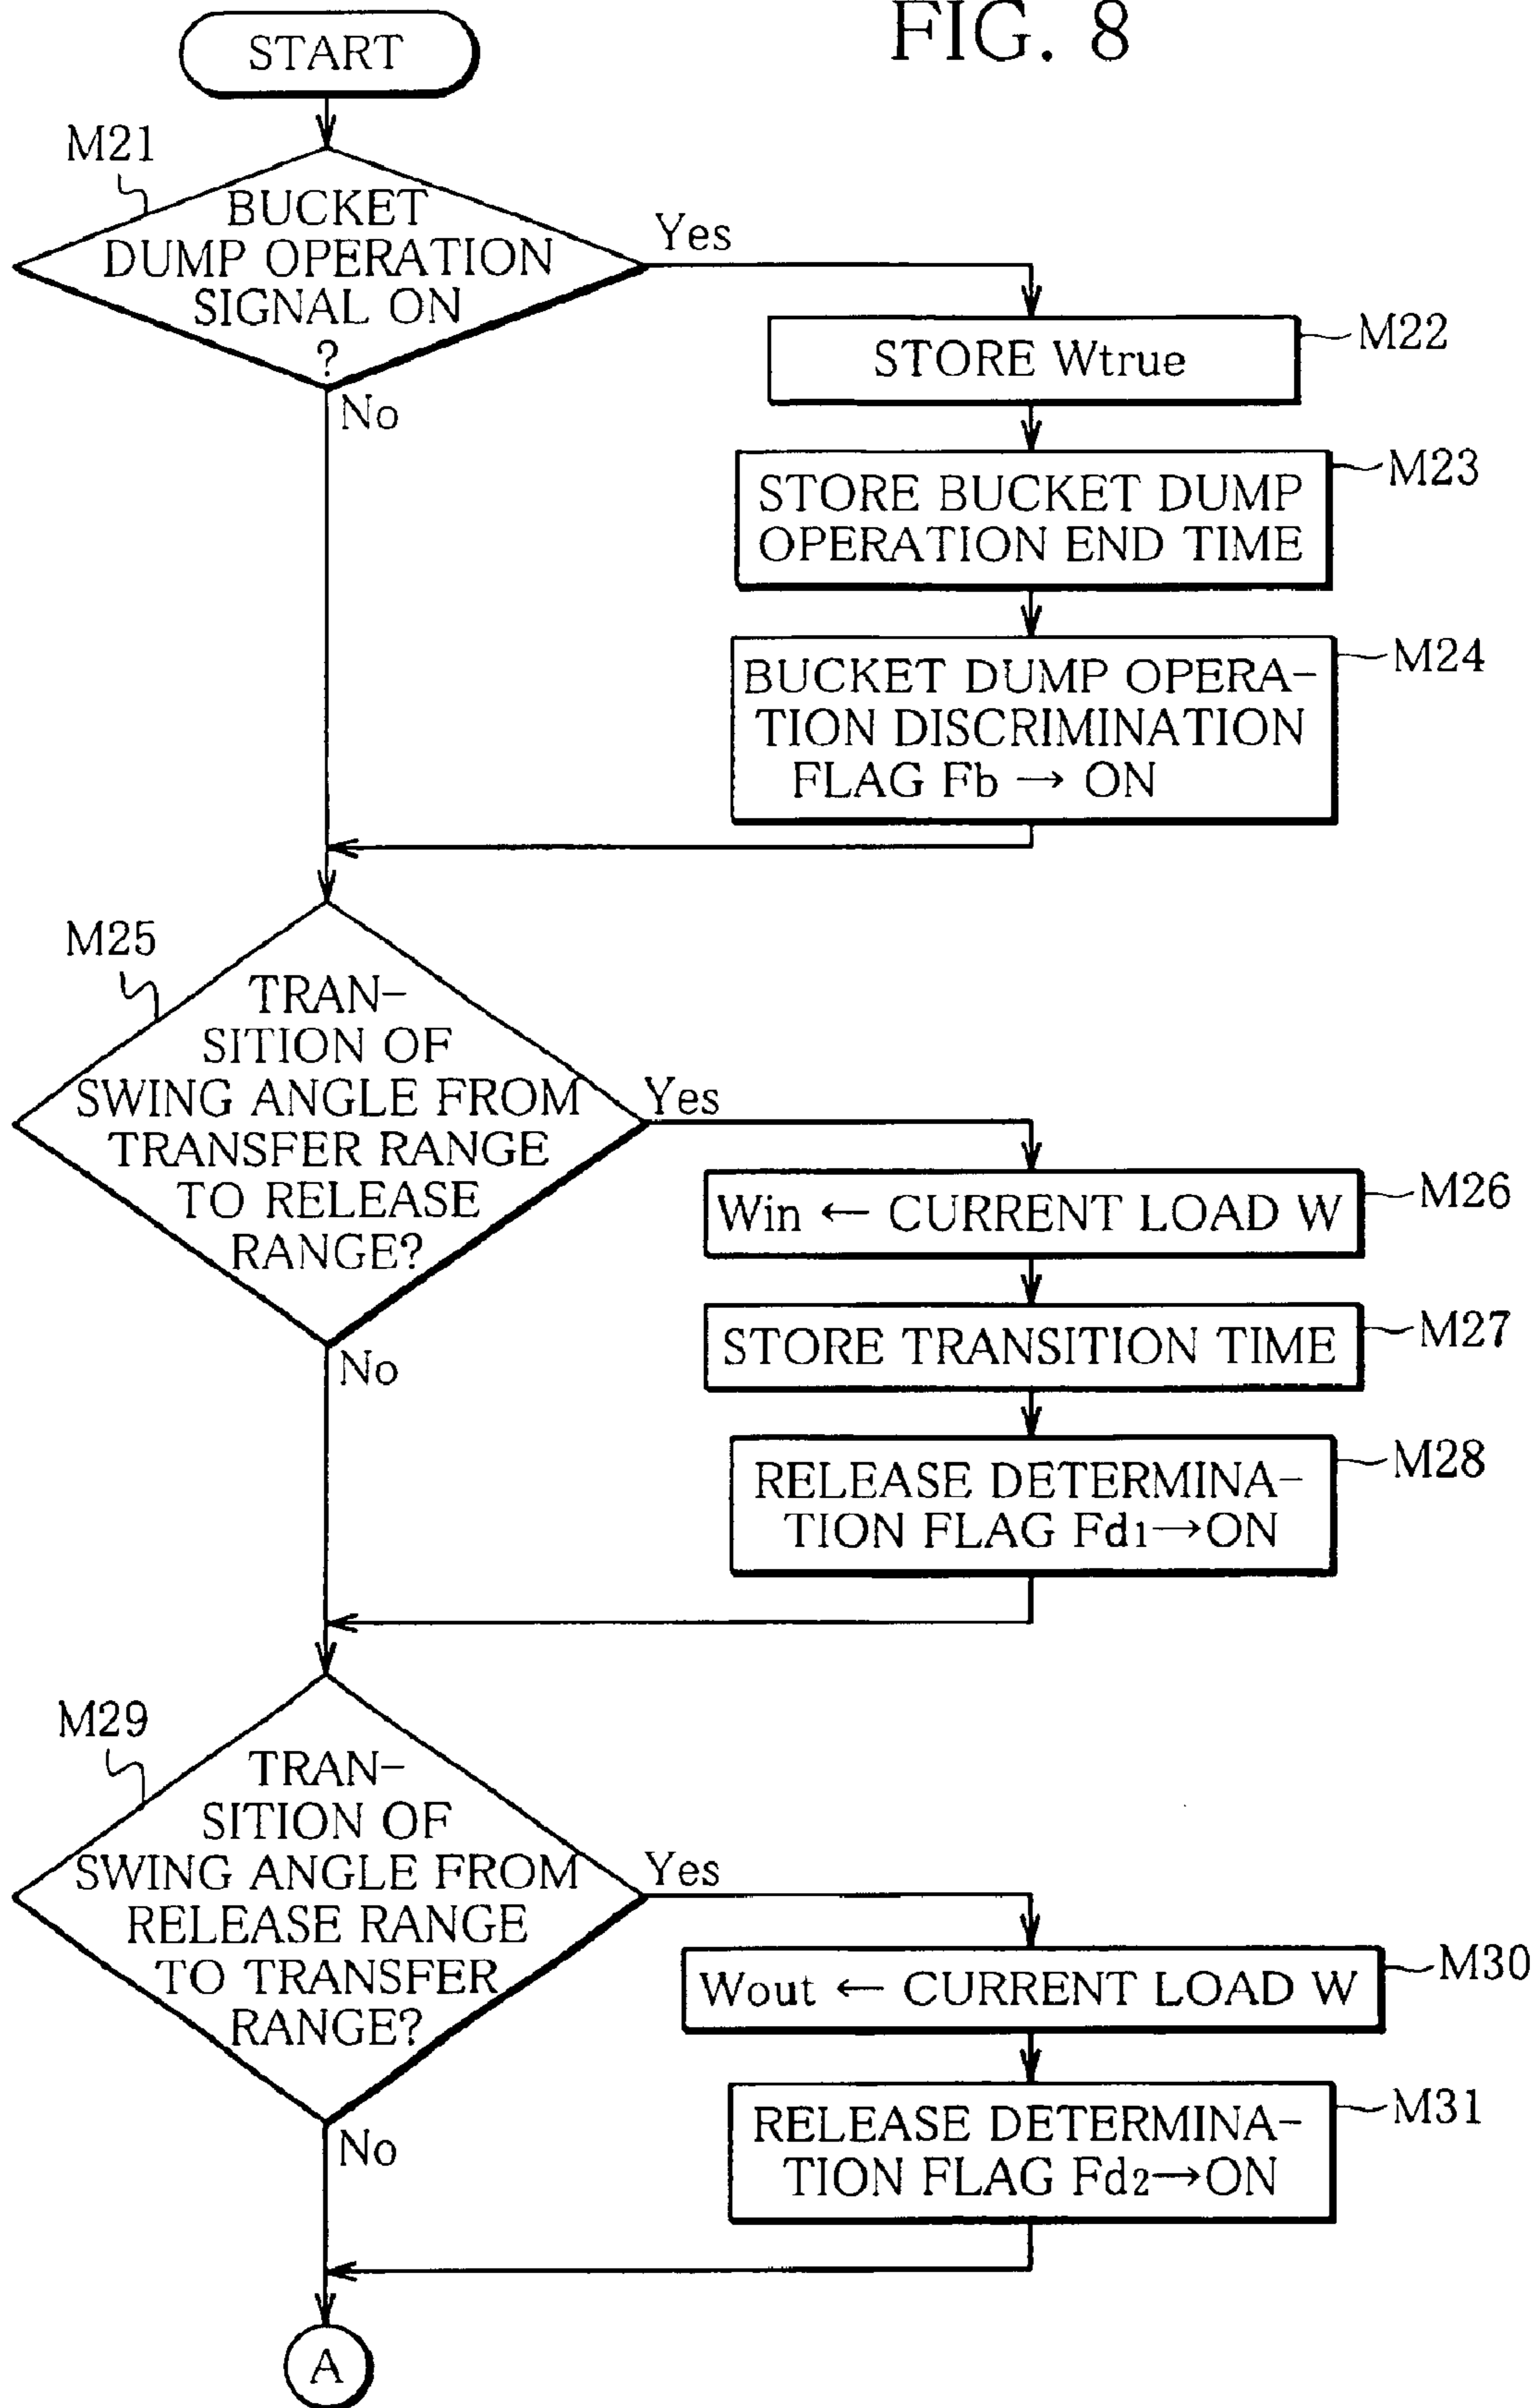 FIG. 8
START
M21
BUCKET
DUMP OPERATION
SIGNAL ON
?
Yes
No
STORE Wtrue
M22
STORE BUCKET DUMP
OPERATION END TIME
M23
BUCKET DUMP OPERA-
TION DISCRIMINATION
FLAG Fb → ON
M24
M25
TRAN-
SITION OF
SWING ANGLE FROM
TRANSFER RANGE
TO RELEASE
RANGE?
Yes
No
Win ← CURRENT LOAD W
M26
STORE TRANSITION TIME
M27
RELEASE DETERMINA-
TION FLAG Fd1→ON
M28
M29
TRAN-
SITION OF
SWING ANGLE FROM
RELEASE RANGE
TO TRANSFER
RANGE?
Yes
No
Wout ← CURRENT LOAD W
M30
RELEASE DETERMINA-
TION FLAG Fd2→ON
M31
A